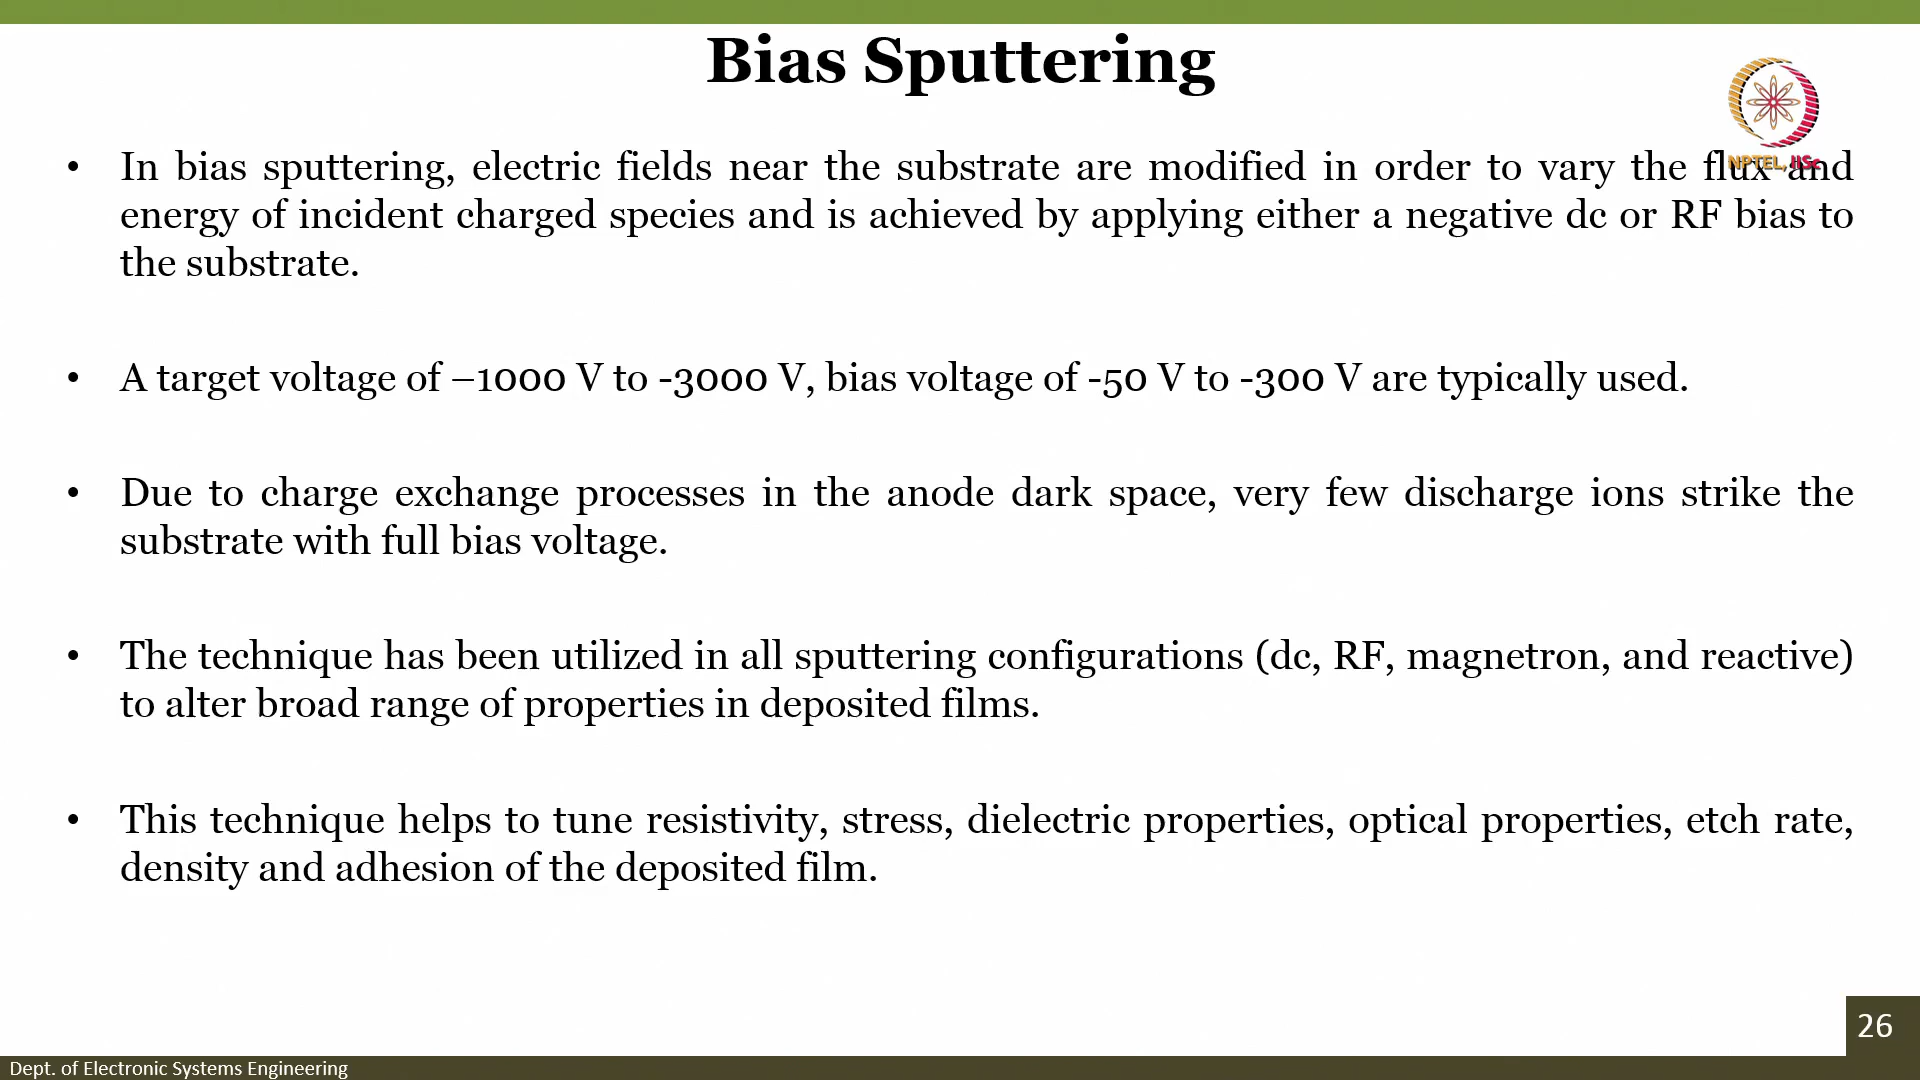 Bias Sputtering
NPTEL, IISc
• In bias sputtering, electric fields near the substrate are modified in order to vary the flux and
energy of incident charged species and is achieved by applying either a negative dc or RF bias to
the substrate.
• A target voltage of –1000 V to -3000 V, bias voltage of -50 V to -300 V are typically used.
• Due to charge exchange processes in the anode dark space, very few discharge ions strike the
substrate with full bias voltage.
• The technique has been utilized in all sputtering configurations (dc, RF, magnetron, and reactive)
to alter broad range of properties in deposited films.
• This technique helps to tune resistivity, stress, dielectric properties, optical properties, etch rate,
density and adhesion of the deposited film.
26
Dept. of Electronic Systems Engineering